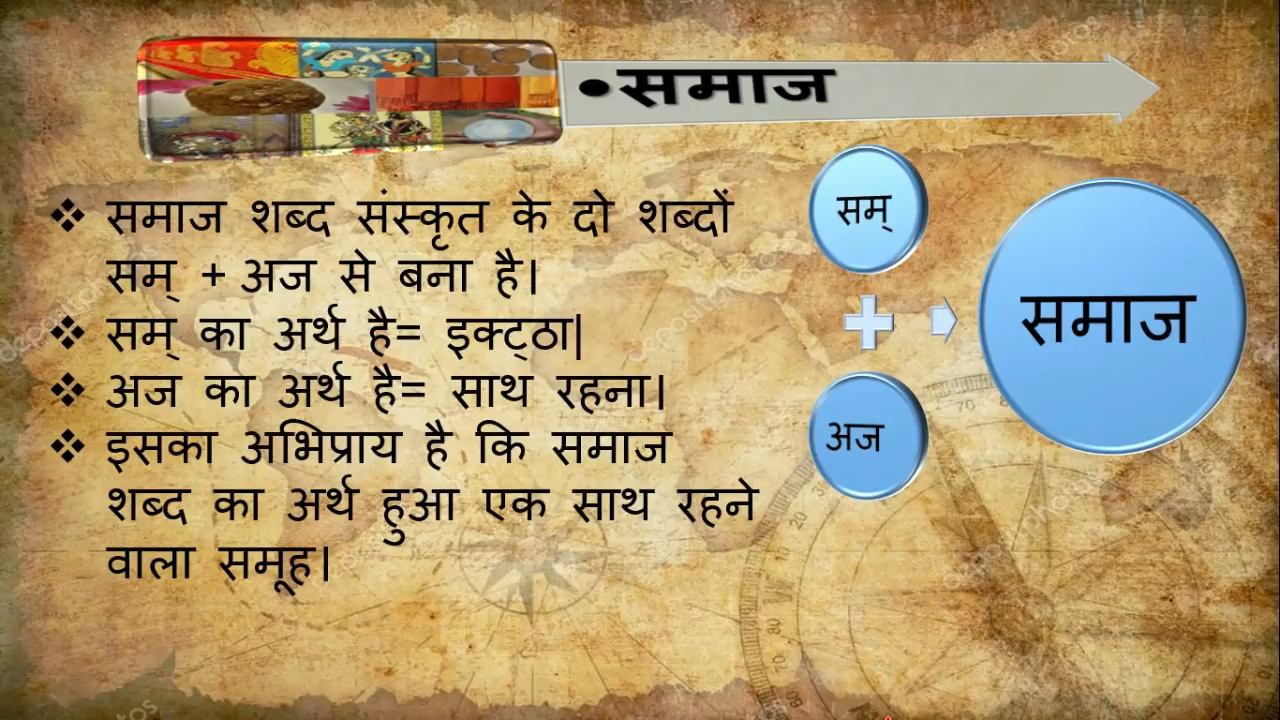 •समाज
❖ समाज शब्द संस्कृत के दो शब्दों
सम् + अज से बना है।
❖ सम् का अर्थ है= इक्ट्ठा|
❖ अज का अर्थ है= साथ रहना।
❖ इसका अभिप्राय है कि समाज
शब्द का अर्थ हुआ एक साथ रहने
वाला समूह।
सम्
अज
समाज